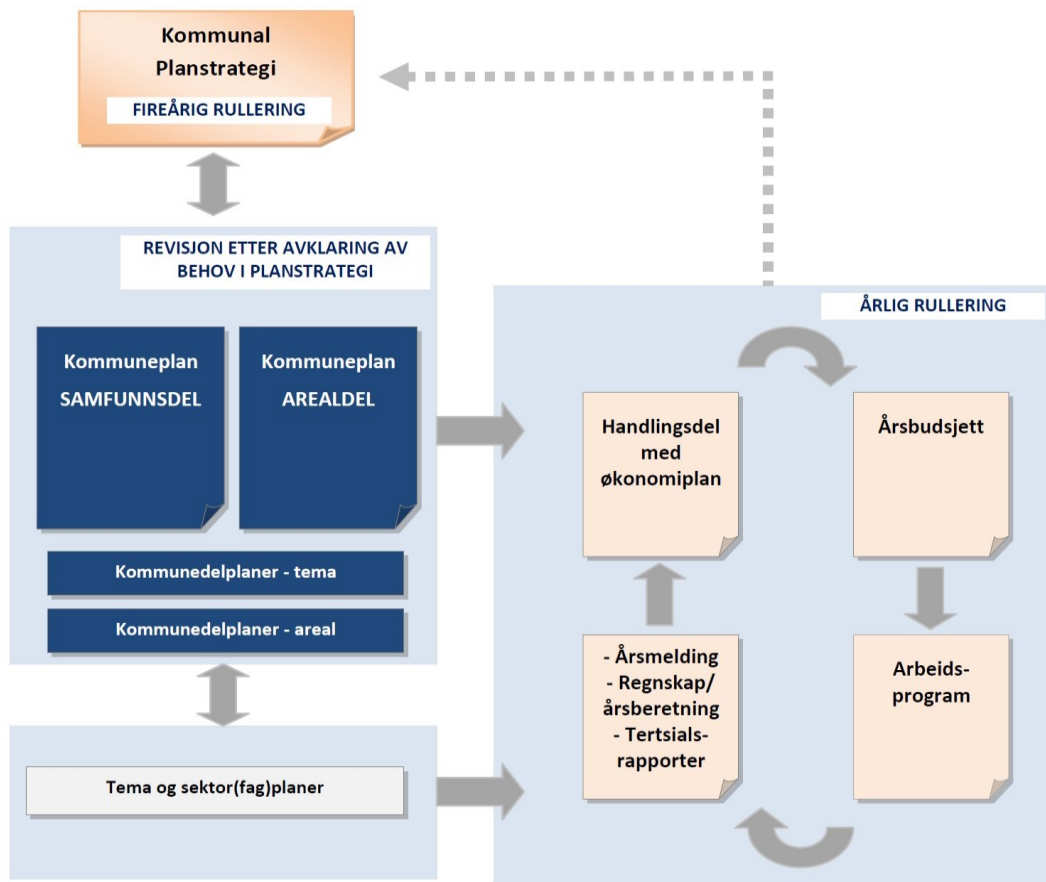 Kommunal
Planstrategi
FIREÅRIG RULLERING
REVISJON ETTER AVKLARING AV
BEHOV I PLANSTRATEGI
Kommuneplan
SAMFUNNSDEL
Kommuneplan
AREALDEL
Kommunedelplaner - tema
Kommunedelplaner - areal
Tema og sektor(fag)planer
ÅRLIG RULLERING
Handlingsdel
med
økonomiplan
Årsbudsjett
- Årsmelding
- Regnskap/
årsberetning
- Tertsials-
rapporter
Arbeids-
program